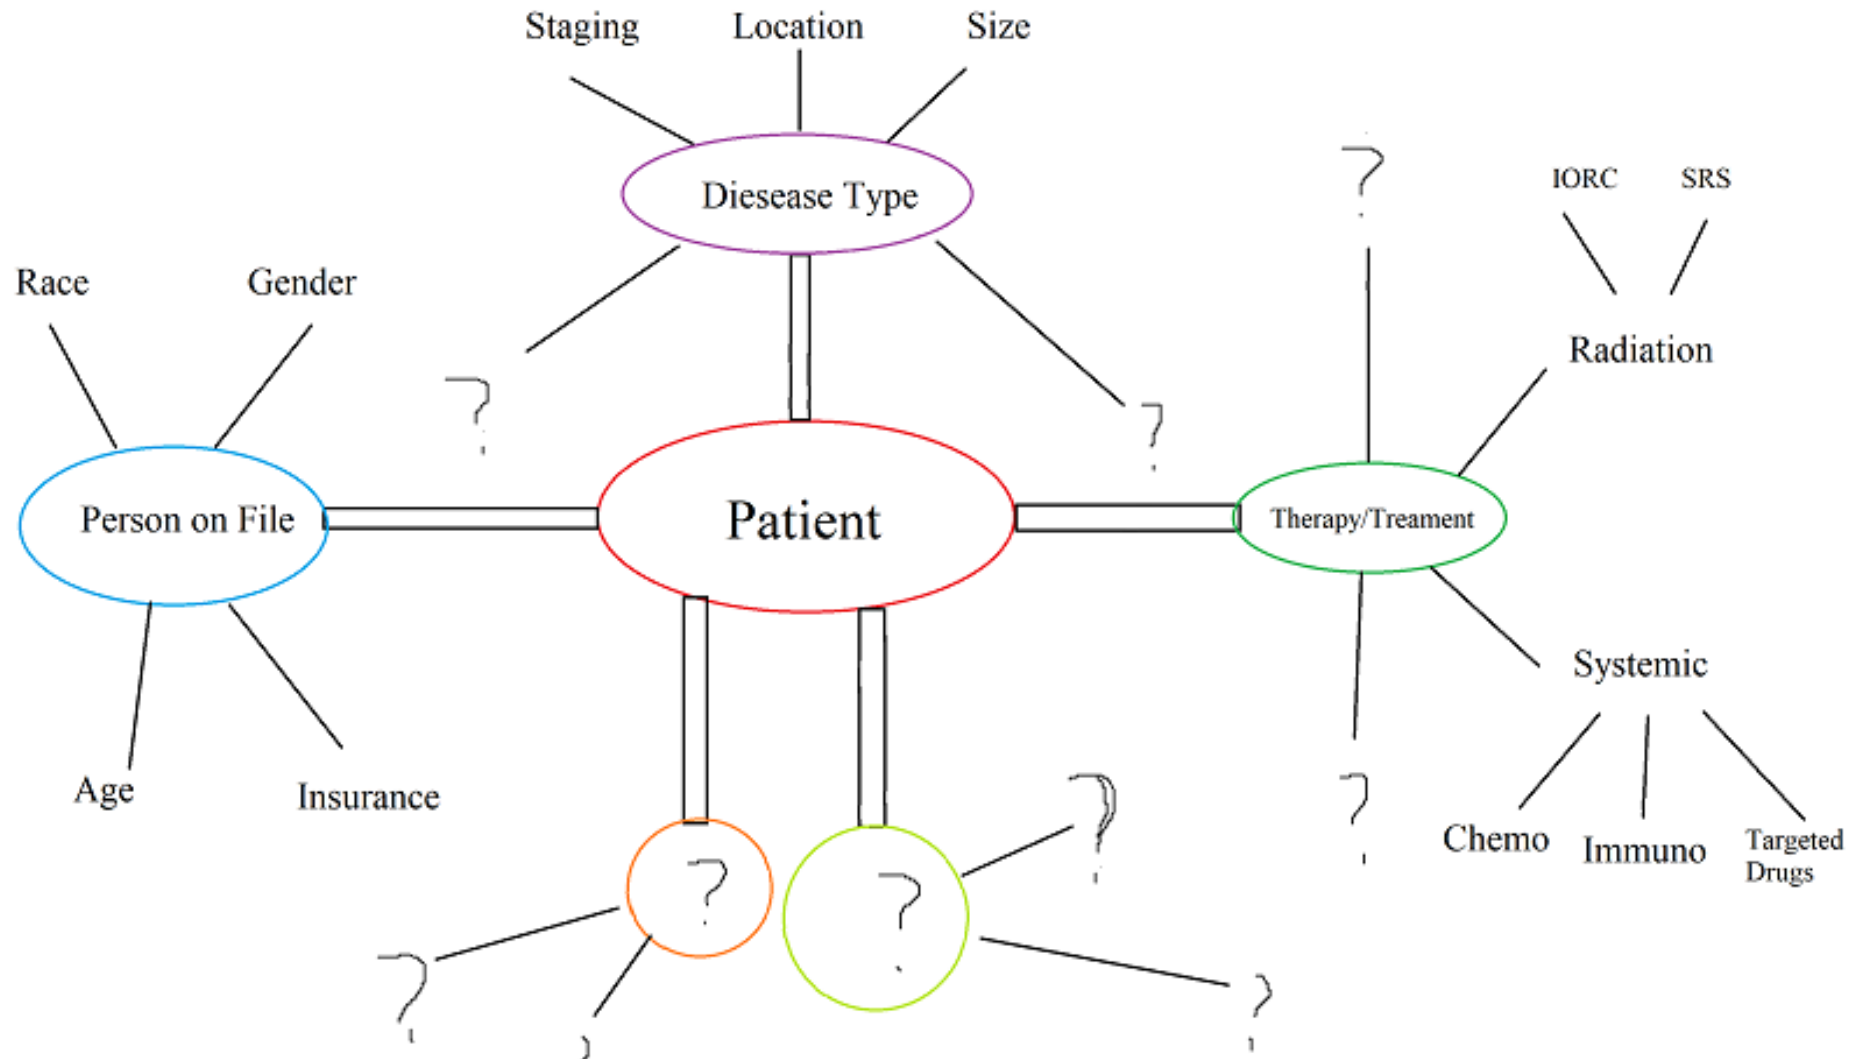 Staging
Location
Size
Diesease Type
?
IORC
SRS
Race
Gender
Radiation
?
?
Person on File
Patient
Therapy/Treament
Systemic
Age
Insurance
?
?
Chemo
Immuno
Targeted
Drugs
?
?
?
?